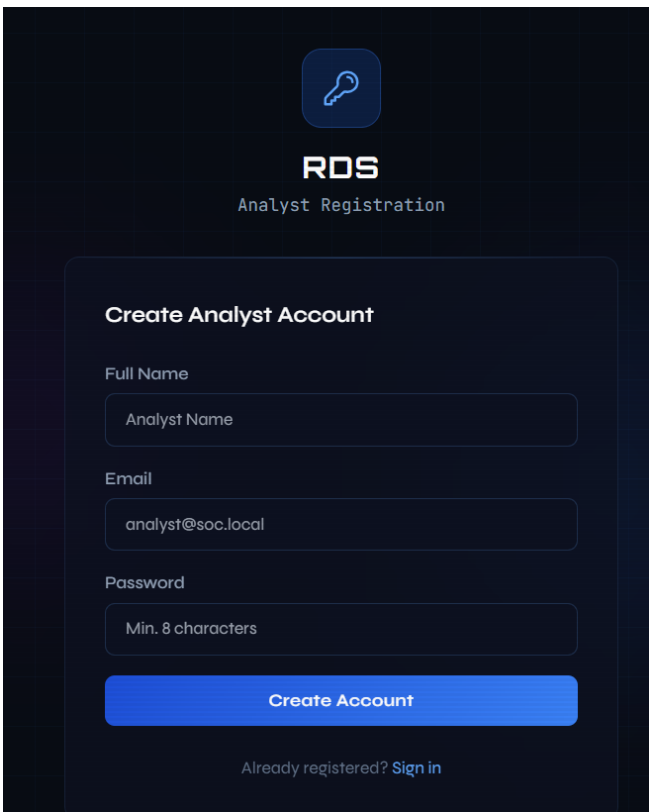 RDS
Analyst Registration
Create Analyst Account
Full Name
Analyst Name
Email
analyst@soc.local
Password
Min. 8 characters
Create Account
Already registered? Sign in